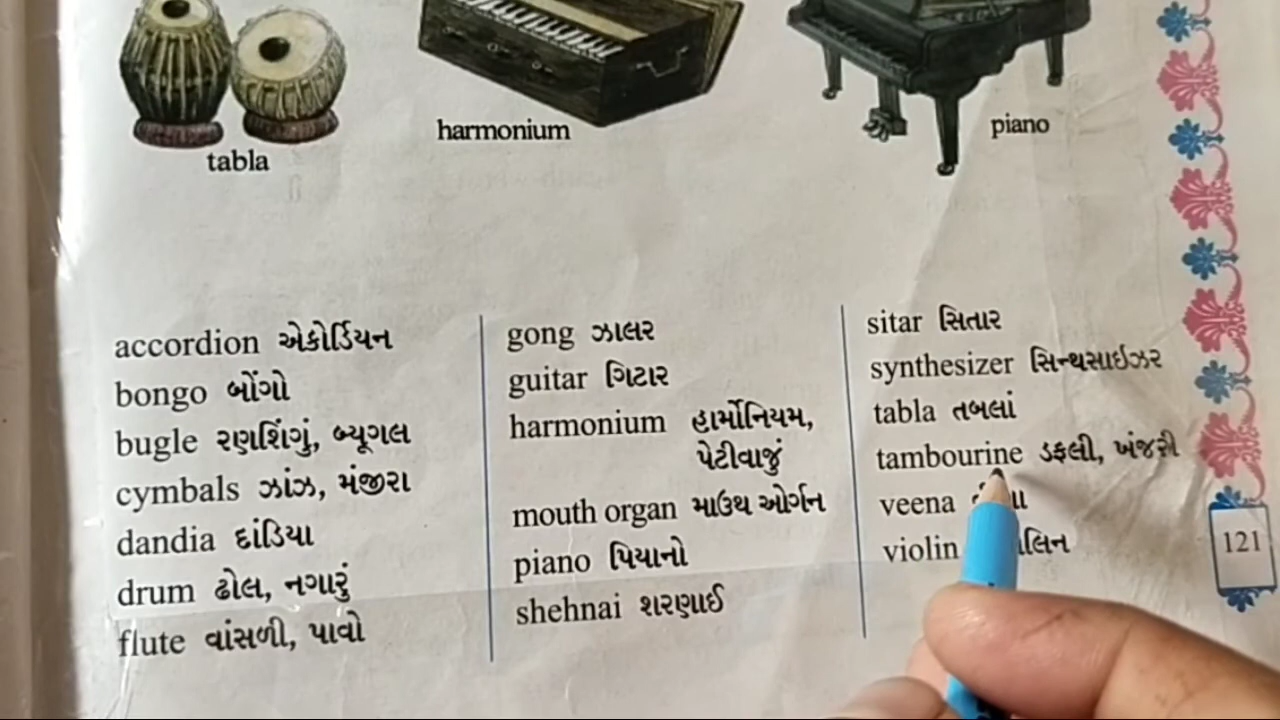 tabla
harmonium
piano
accordion એકોર્ડિયન
bongo બોંગો
bugle રણશિંગું, બ્યૂગલ
cymbals ઝાંઝ, મંજીરા
dandia દાંડિયા
drum ઢોલ, નગારું
flute વાંસળી, પાવો
gong ઝાલર
guitar ગિટાર
harmonium હાર્મોનિયમ,
પેટીવાજું
mouth organ માઉથ ઓર્ગન
piano પિયાનો
shehnai શરણાઈ
sitar સિતાર
synthesizer સિન્થસાઈઝર
tabla તબલાં
tambourine ડફલી, ખંજરી
veena
violin
121